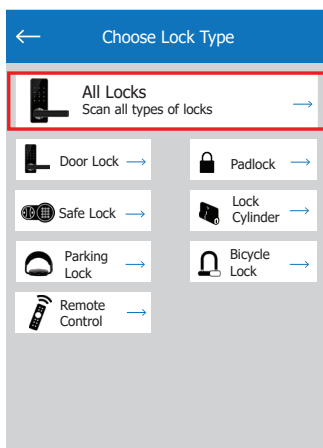 Choose Lock Type
All Locks
Scan all types of locks
Door Lock
Padlock
Safe Lock
Lock
Cylinder
Parking
Lock
Bicycle
Lock
Remote
Control